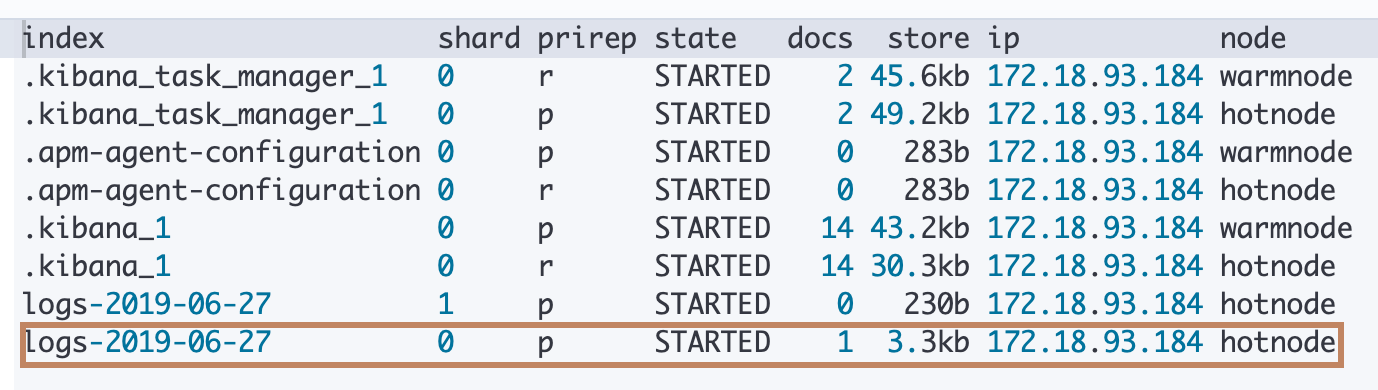 index shard prirep state docs store ip node
.kibana_task_manager_1 0 r STARTED 2 45.6kb 172.18.93.184 warmnode
.kibana_task_manager_1 0 p STARTED 2 49.2kb 172.18.93.184 hotnode
.apm-agent-configuration 0 p STARTED 0 283b 172.18.93.184 warmnode
.apm-agent-configuration 0 r STARTED 0 283b 172.18.93.184 hotnode
.kibana_1 0 p STARTED 14 43.2kb 172.18.93.184 warmnode
.kibana_1 0 r STARTED 14 30.3kb 172.18.93.184 hotnode
logs-2019-06-27 1 p STARTED 0 230b 172.18.93.184 hotnode
logs-2019-06-27 0 p STARTED 1 3.3kb 172.18.93.184 hotnode